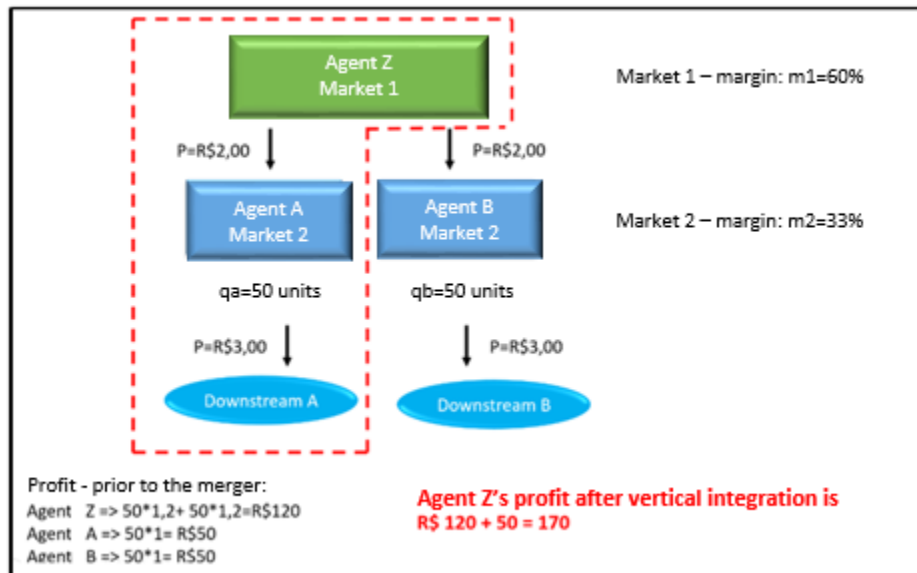 Agent Z
Market 1
Market 1 – margin: m1=60%
P=R$2,00
P=R$2,00
Agent A
Market 2
Agent B
Market 2
Market 2 – margin: m2=33%
qa=50 units
qb=50 units
P=R$3,00
P=R$3,00
Downstream A
Downstream B
Profit - prior to the merger:
Agent Z => 50*1,2+ 50*1,2=R$120
Agent A => 50*1= R$50
Agent B => 50*1= R$50
Agent Z's profit after vertical integration is
R$ 120 + 50 = 170